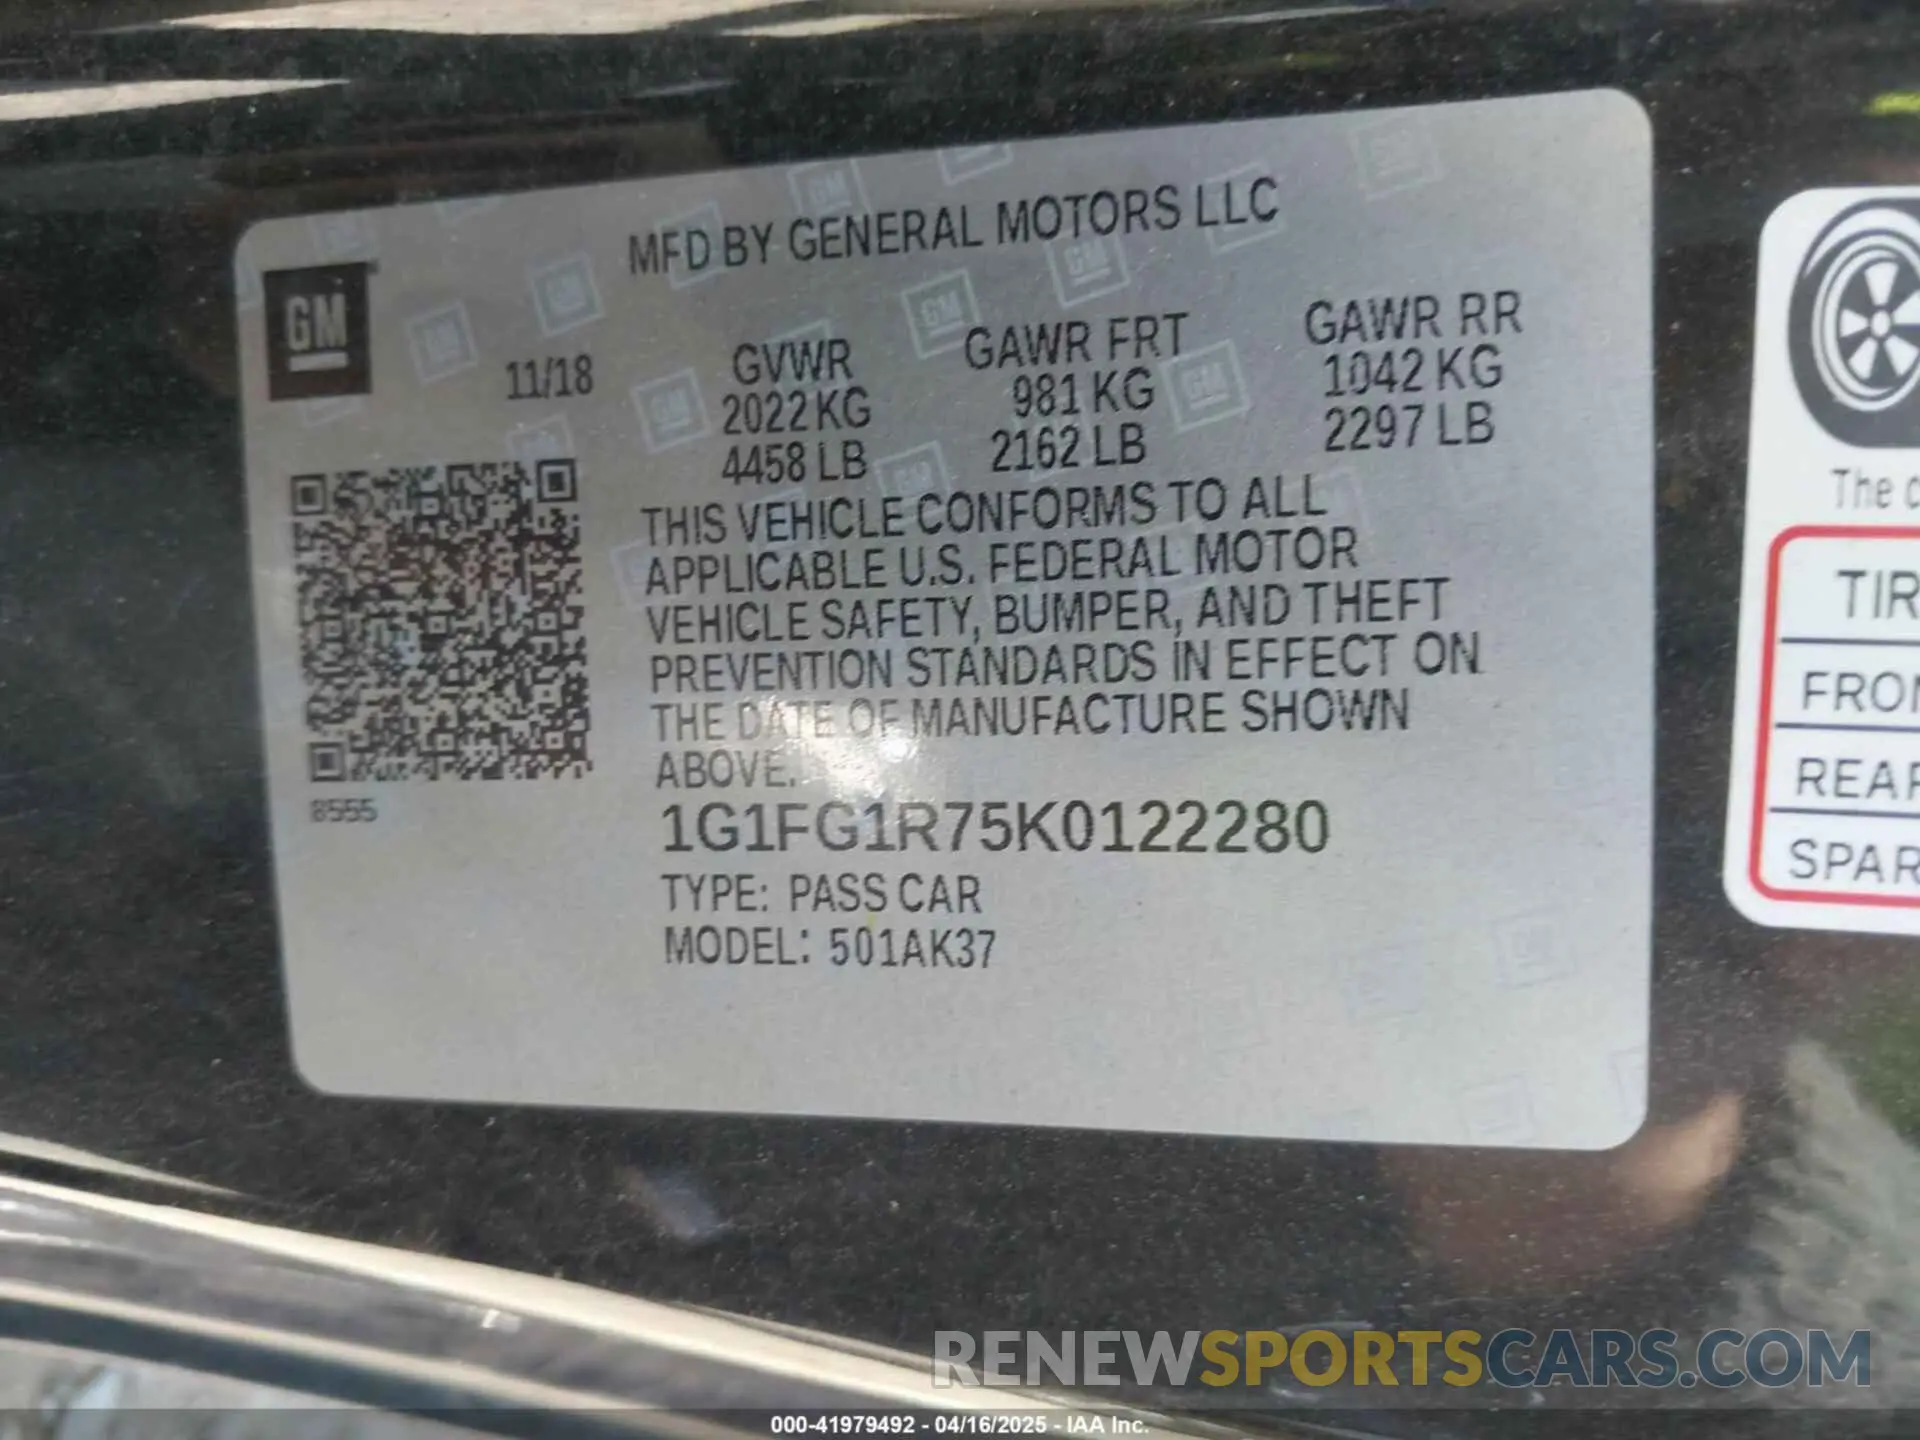 MFD BY GENERAL MOTORS LLC
GM
11/18
GVWR GAWR FRT GAWR RR
2022 KG 981 KG 1042 KG
4458 LB 2162 LB 2297 LB
THIS VEHICLE CONFORMS TO ALL
APPLICABLE U.S. FEDERAL MOTOR
VEHICLE SAFETY, BUMPER, AND THEFT
PREVENTION STANDARDS IN EFFECT ON
THE DATE OF MANUFACTURE SHOWN
ABOVE.
8555
1G1FG1R75K0122280
TYPE: PASS CAR
MODEL: 501AK37
The
TIR
FRO
REAR
SPAR
RENEWSPORTSCARS.COM
000-41979492 - 04/16/2025 - IAA Inc.